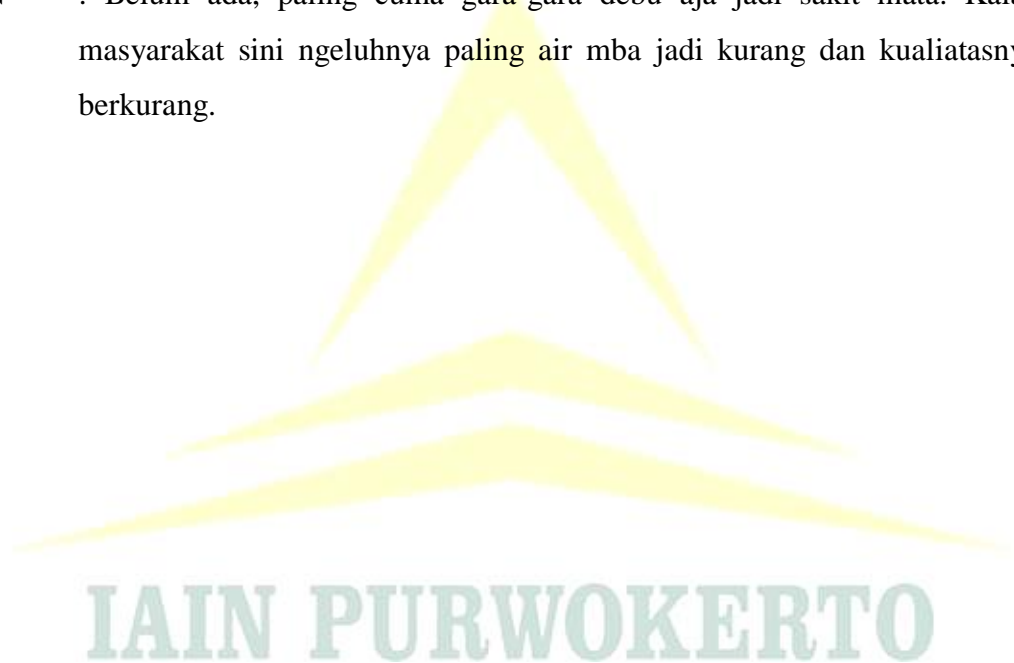 : Belum ada, paling cuma gara-gara debu aja jadi sakit mata.
masyarakat sini ngeluhnya paling air mba jadi kurang dan
berkurang.
IAIN PURWOKERTO